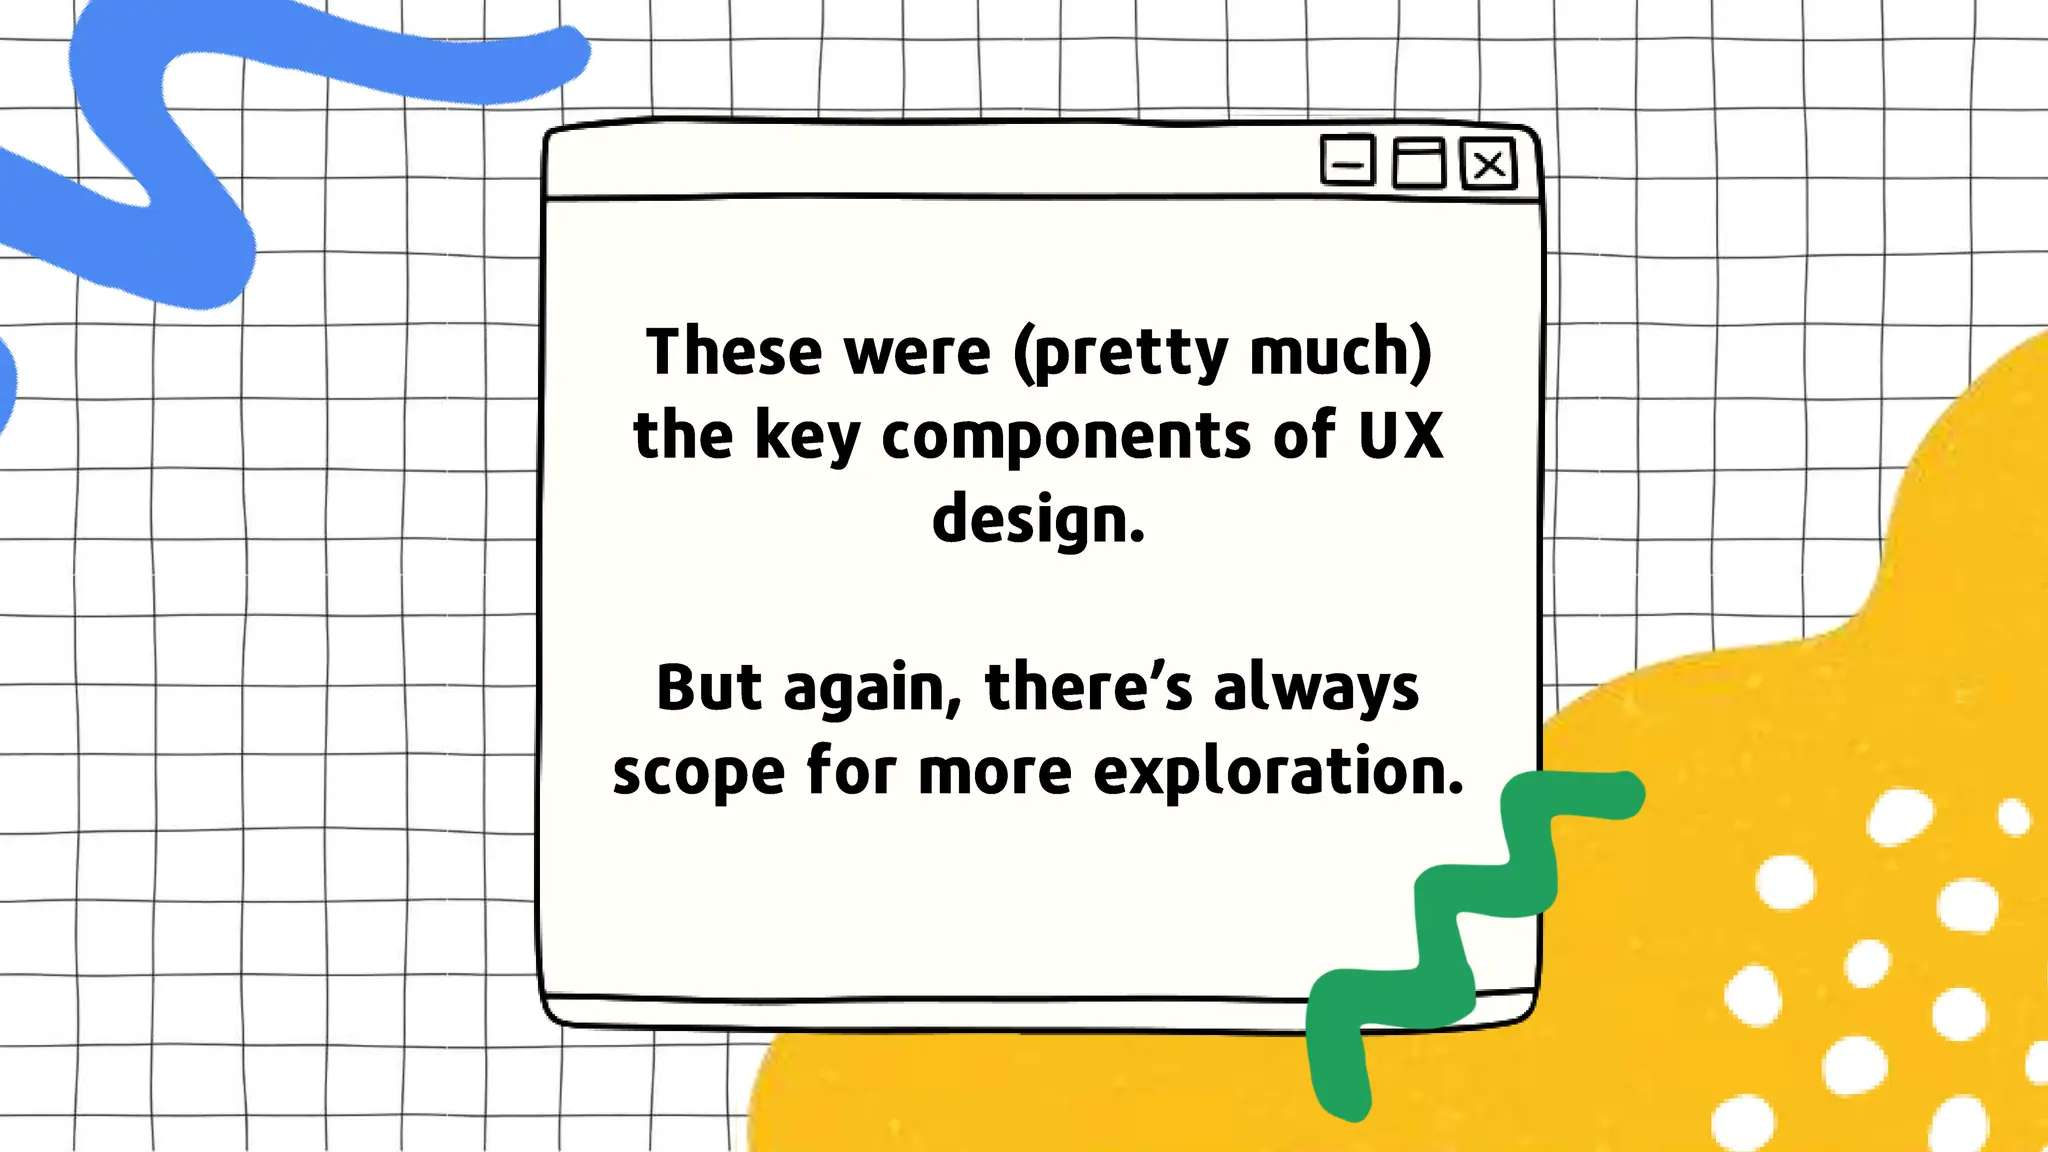 These were (pretty much)
the key components of UX
design.
But again, there’s always
scope for more exploration.